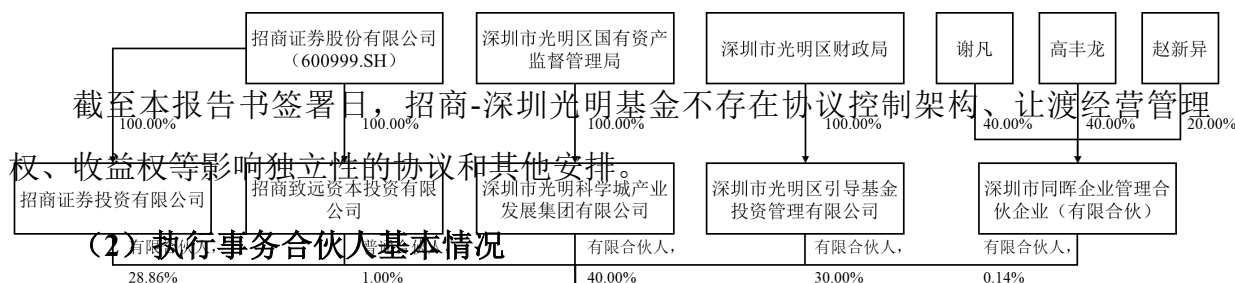 招商证券股份有限公司
（600999.SH）
深圳市光明区国有资产
监督管理局
深圳市光明区财政局
谢凡
高丰龙
赵新异
截至本报告书签署日，招商-深圳光明基金不存在协议控制架构、让渡经营管理
100.00%
100.00%
100.00%
100.00%
40.00%
40.00%
20.00%
权、收益权等影响独立性的协议和其他安排。
招商证券投资有限公司
招商致远资本投资有限
公司
深圳市光明科学城产业
发展集团有限公司
深圳市光明区引导基金
投资管理有限公司
深圳市同晖企业管理合
伙企业（有限合伙）
（2）执行事务合伙人基本情况
有限合伙人，
28.86%
普通合伙人，
1.00%
有限合伙人，
40.00%
有限合伙人，
30.00%
有限合伙人，
0.14%